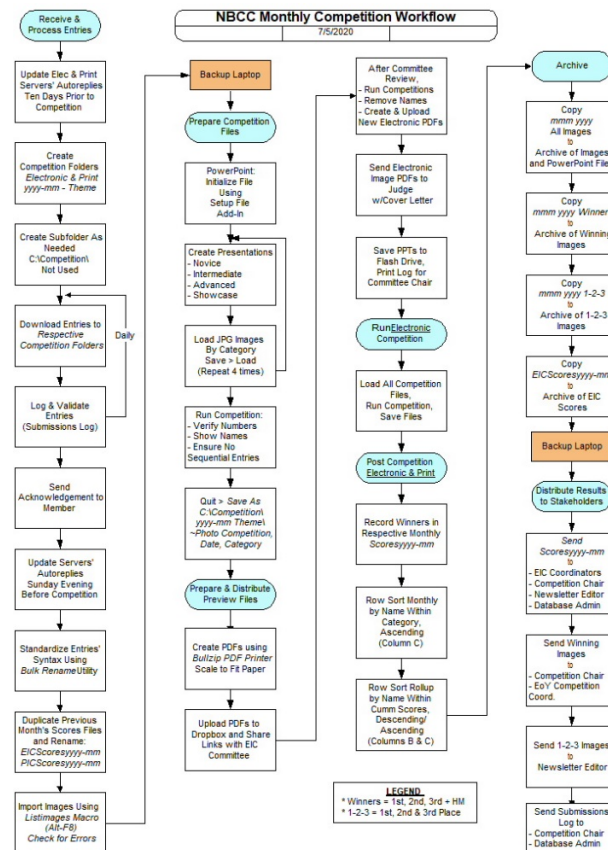 NBCC Monthly Competition Workflow
7/5/2020
Receive &
Process Entries
Update Elec & Print
Servers' Autoreplies
Ten Days Prior to
Competition
Create
Competition Folders
Electronic & Print
yyyy-mm - Theme
Create Subfolder As
Needed
C:\Competition\
Not Used
Download Entries to
Respective
Competition Folders
Daily
Log & Validate
Entries
(Submissions Log)
Send
Acknowledgement to
Member
Update Servers'
Autoreplies
Sunday Evening
Before Competition
Standardize Entries'
Syntax Using
Bulk RenameUtility
Duplicate Previous
Month's Scores Files
and Rename:
EICScoresyyyy-mm
PICScoresyyyy-mm
Import Images Using
Listimages Macro
(Alt-F8)
Check for Errors
Backup Laptop
Prepare Competition
Files
PowerPoint:
Initialize File
Using
Setup File
Add-In
Create Presentations
- Novice
- Intermediate
- Advanced
- Showcase
Load JPG Images
By Category
Save > Load
(Repeat 4 times)
Run Competition:
- Verify Numbers
- Show Names
- Ensure No
Sequential Entries
Quit > Save As
C:\Competition\
yyyy-mm Theme\
~Photo Competition,
Date, Category
Prepare & Distribute
Preview Files
Create PDFs using
Bullzip PDF Printer
Scale to Fit Paper
Upload PDFs to
Dropbox and Share
Links with EIC
Committee
After Committee
Review,
- Run Competitions
- Remove Names
- Create & Upload
New Electronic PDFs
Send Electronic
Image PDFs to
Judge
w/Cover Letter
Save PPTs to
Flash Drive,
Print Log for
Committee Chair
RunElectronic
Competition
Load All Competition
Files,
Run Competition,
Save Files
Post Competition
Electronic & Print
Record Winners in
Respective Monthly
Scoresyyyy-mm
Row Sort Monthly
by Name Within
Category,
Ascending
(Column C)
Row Sort Rollup
by Name Within
Cumm Scores,
Descending/
Ascending
(Columns B & C)
LEGEND
* Winners = 1st, 2nd, 3rd + HM
* 1-2-3 = 1st, 2nd & 3rd Place
Archive
Copy
mmm yyyy
All Images
to
Archive of Images
and PowerPoint File
Copy
mmm yyyy Winner
to
Archive of Winning
Images
Copy
mmm yyyy 1-2-3
to
Archive of 1-2-3
Images
Copy
EICScoresyyyy-mm
to
Archive of EIC
Scores
Backup Laptop
Distribute Results
to Stakeholders
Send
Scoresyyyy-mm
to
- EIC Coordinators
- Competition Chair
- Newsletter Editor
- Database Admin
Send Winning
Images
to
- Competition Chair
- EoY Competition
Coord.
Send 1-2-3 Images
to
Newsletter Editor
Send Submissions
Log to
- Competition Chair
- Database Admin